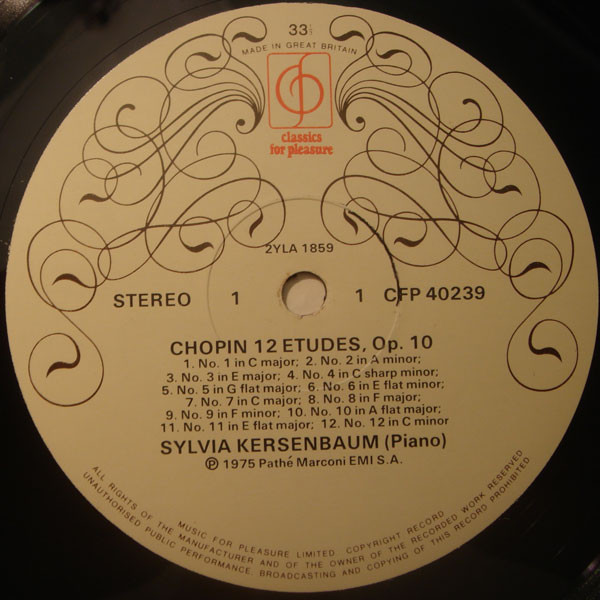 33⅓
MADE IN GREAT BRITAIN
classics
for pleasure
2YLA 1859
STEREO 1 1 CFP 40239
CHOPIN 12 ETUDES, Op. 10
1. No. 1 in C major; 2. No. 2 in A minor;
3. No. 3 in E major; 4. No. 4 in C sharp minor;
5. No. 5 in G flat major; 6. No. 6 in E flat minor;
7. No. 7 in C major; 8. No. 8 in F major;
9. No. 9 in F minor; 10. No. 10 in A flat major;
11. No. 11 in E flat major; 12. No. 12 in C minor
SYLVIA KERSENBAUM (Piano)
℗ 1975 Pathé Marconi EMI S.A.
MUSIC FOR PLEASURE LIMITED. COPYRIGHT RECORD
ALL RIGHTS OF THE MANUFACTURER AND OF THE OWNER OF THE RECORDED WORK RESERVED
UNAUTHORISED PUBLIC PERFORMANCE, BROADCASTING AND COPYING OF THIS RECORD PROHIBITED